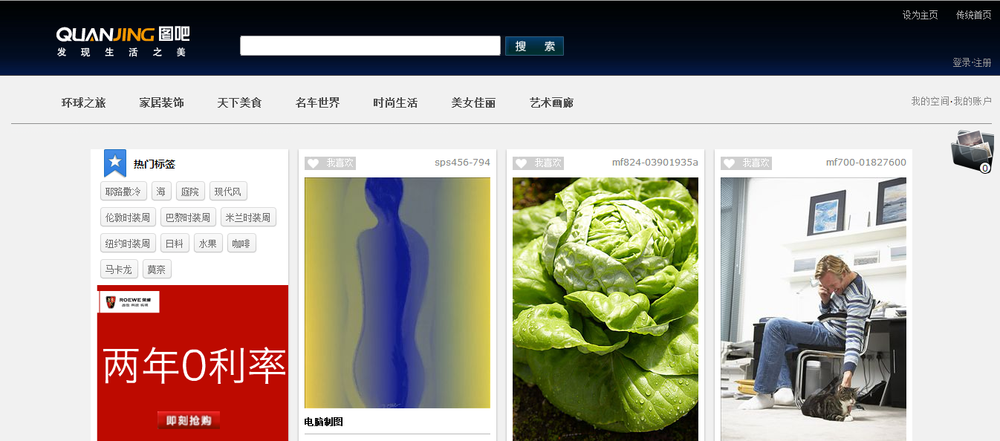 设为主页 传统首页
QUANJING 图吧
发现生活之美
搜 索
登录·注册
环球之旅 家居装饰 天下美食 名车世界 时尚生活 美女佳丽 艺术画廊
我的空间·我的账户
0
热门标签
耶路撒冷 海 庭院 现代风
伦敦时装周 巴黎时装周 米兰时装周
纽约时装周 日料 水果 咖啡
马卡龙 莫奈
ROEWE 荣威
品位 科技 实现
两年0利率
即刻抢购
我喜欢 sps456-794
电脑制图
我喜欢 mf824-03901935a
我喜欢 mf700-01827600